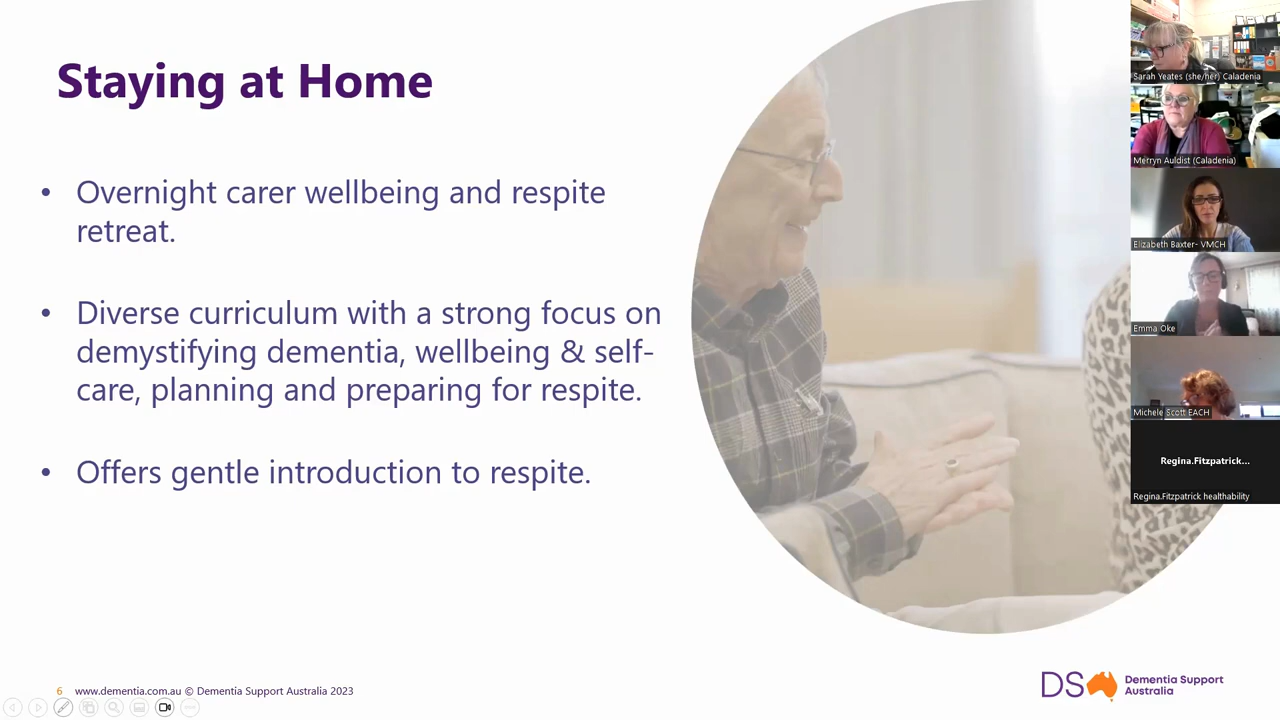 Staying at Home
• Overnight carer wellbeing and respite
retreat.
• Diverse curriculum with a strong focus on
demystifying dementia, wellbeing & self-
care, planning and preparing for respite.
• Offers gentle introduction to respite.
6 www.dementia.com.au © Dementia Support Australia 2023
DS
Dementia Support
Australia
Sarah Yeates (she/her) Caladenia
Merryn Auldist (Caladenia)
Elizabeth Baxter- VMCH
Emma Oke
Michele Scott EACH
Regina.Fitzpatrick...
Regina.Fitzpatrick healthability